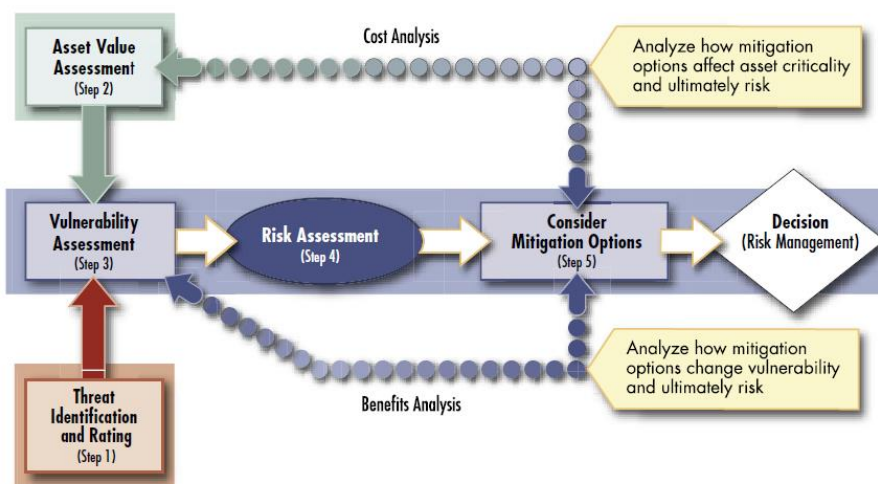 Asset Value
Assessment
(Step 2)
Cost Analysis
Analyze how mitigation
options affect asset criticality
and ultimately risk
Vulnerability
Assessment
(Step 3)
Risk Assessment
(Step 4)
Consider
Mitigation Options
(Step 5)
Decision
(Risk Management)
Threat
Identification
and Rating
(Step 1)
Benefits Analysis
Analyze how mitigation
options change vulnerability
and ultimately risk